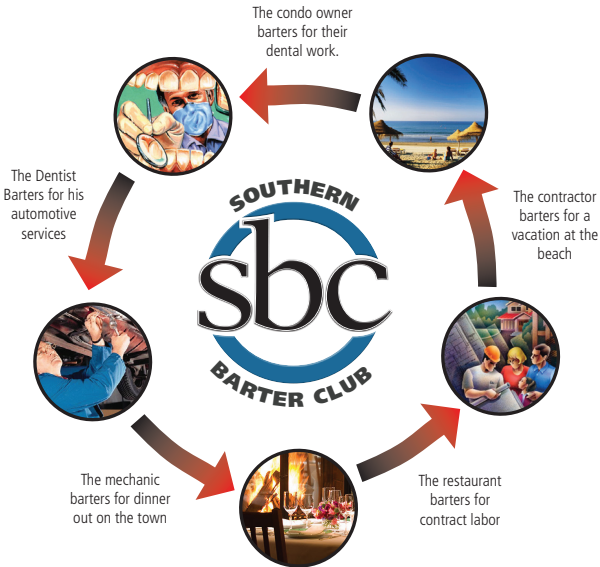 The condo owner
barters for their
dental work.
The Dentist
Barters for his
automotive
services
SOUTHERN
sbc
BARTER CLUB
The contractor
barters for a
vacation at the
beach
The mechanic
barters for dinner
out on the town
The restaurant
barters for
contract labor